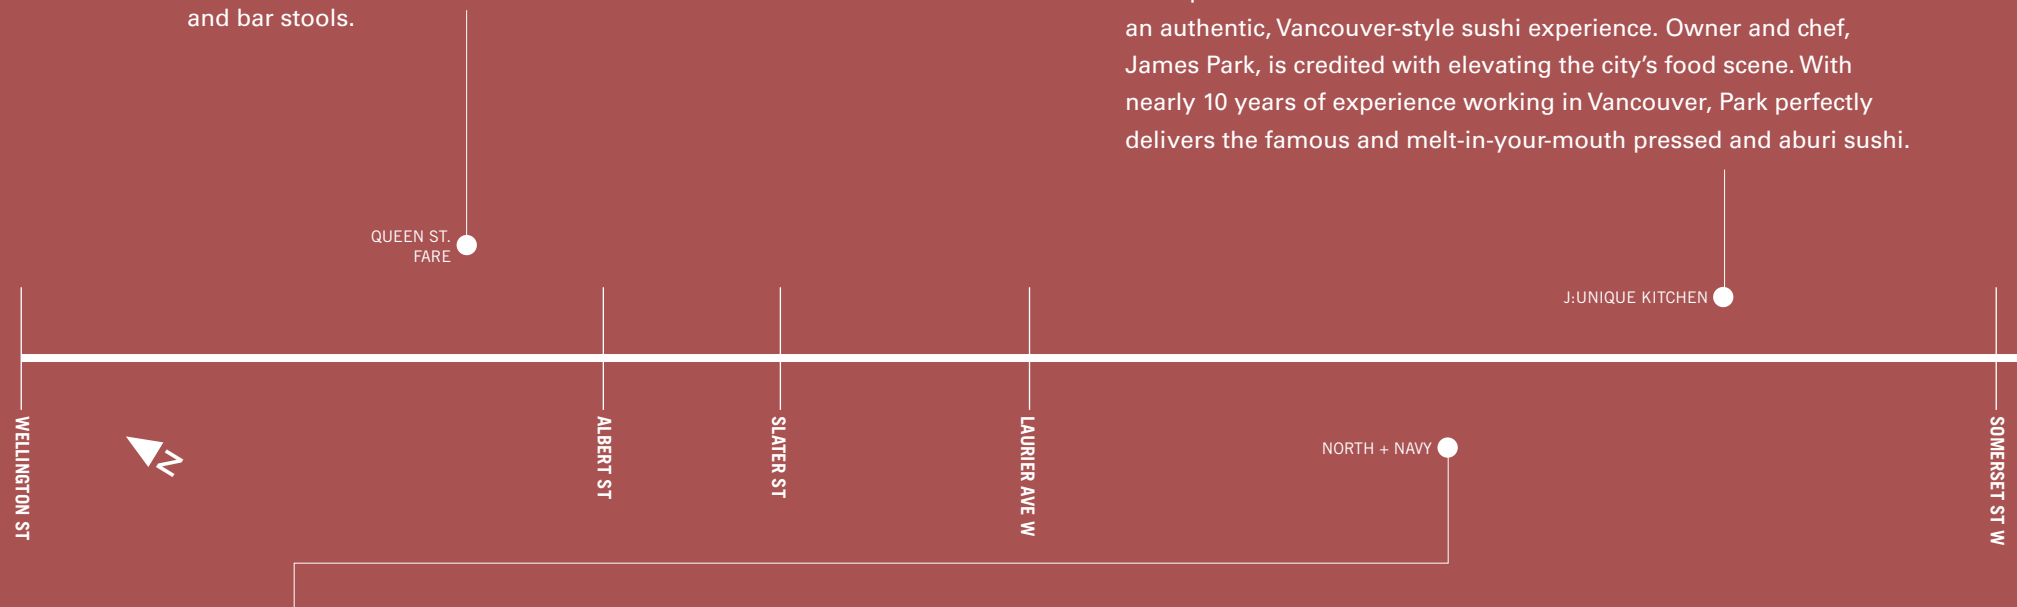 and bar stools.
an authentic, Vancouver-style sushi experience. Owner and chef,
James Park, is credited with elevating the city’s food scene. With
nearly 10 years of experience working in Vancouver, Park perfectly
delivers the famous and melt-in-your-mouth pressed and aburi sushi.
QUEEN ST.
FARE
J:UNIQUE KITCHEN
WELLINGTON ST
N
ALBERT ST
SLATER ST
LAURIER AVE W
NORTH + NAVY
SOMERSET ST W